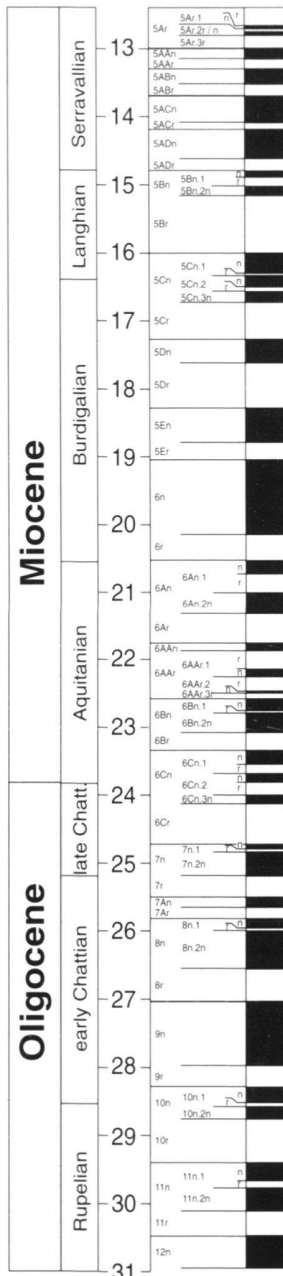 Miocene
Oligocene
Serravallian
Langhian
Burdigalian
Aquitanian
late Chatt.
early Chattian
Rupelian
13
14
15
16
17
18
19
20
21
22
23
24
25
26
27
28
29
30
31
5Ar
5Ar.1
n
r
5Ar.2r / n
5Ar.3r
5AAn
5AAr
5ABn
5ABr
5ACn
5ACr
5ADn
5ADr
5Bn
5Bn.1
n
r
5Bn.2n
5Br
5Cn
5Cn.1
n
r
5Cn.2
n
r
5Cn.3n
5Cr
5Dn
5Dr
5En
5Er
6n
6r
6An
6An.1
n
r
6An.2n
6Ar
6AAn
6AAr
6AAr.1
r
n
6AAr.2
r
n
6AAr.3r
6Bn
6Bn.1
n
r
6Bn.2n
6Br
6Cn
6Cn.1
n
r
6Cn.2
n
r
6Cn.3n
6Cr
7n
7n.1
n
r
7n.2n
7r
7An
7Ar
8n
8n.1
n
r
8n.2n
8r
9n
9r
10n
10n.1
n
r
10n.2n
10r
11n
11n.1
n
r
11n.2n
11r
12n